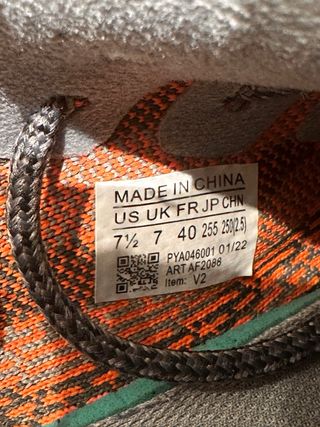 MADE IN CHINA
US UK FR JP CHN
7½ 7 40 255 250(2.5)
PYA046001 01/22
ART AF2088
Item: V2